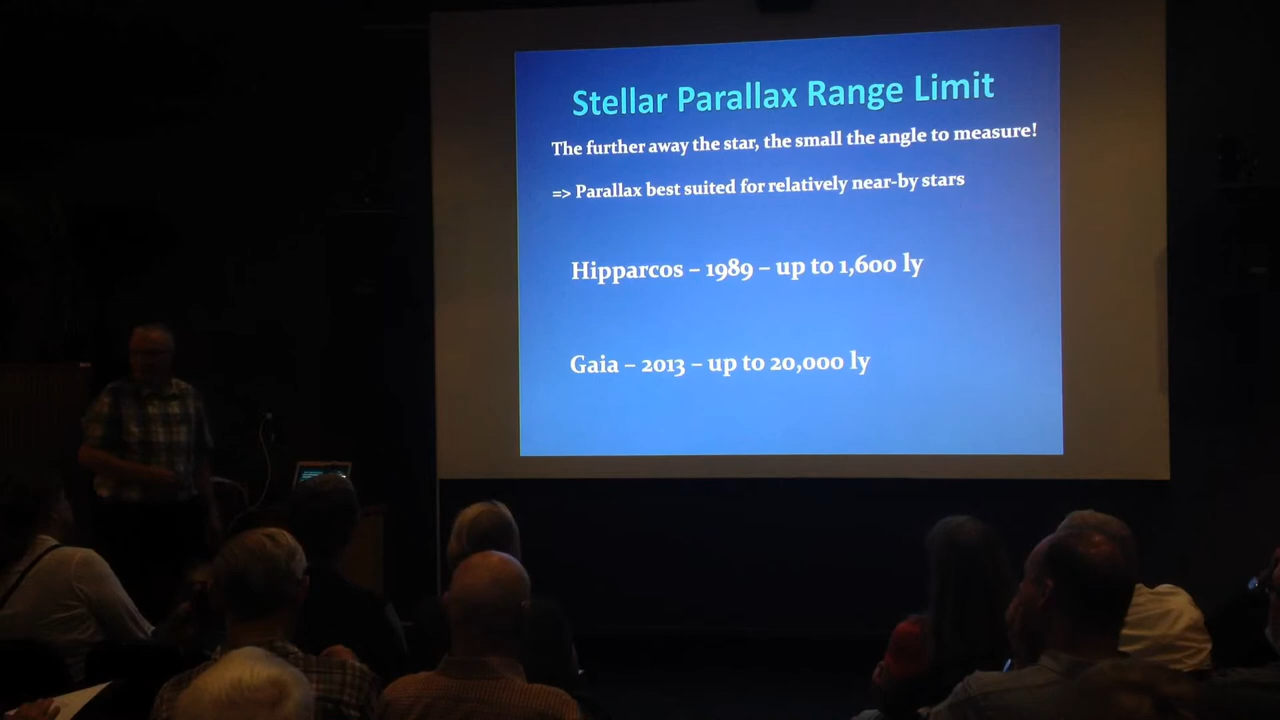 Stellar Parallax Range Limit
The further away the star, the small the angle to measure!
=> Parallax best suited for relatively near-by stars
Hipparcos – 1989 – up to 1,600 ly
Gaia – 2013 – up to 20,000 ly